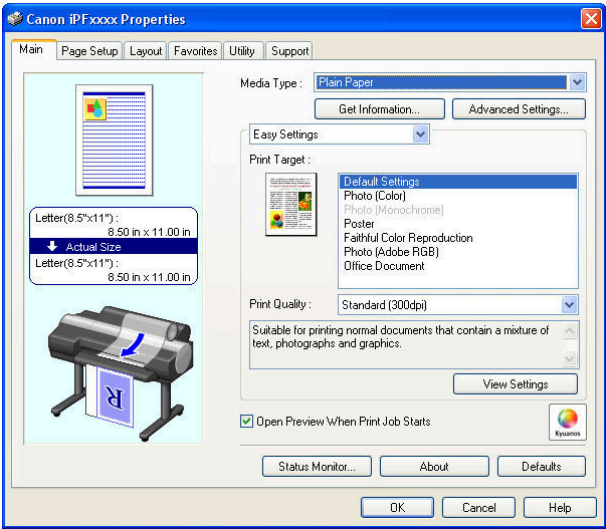 Canon iPFxxxx Properties
Main Page Setup Layout Favorites Utility Support
Media Type : Plain Paper
Get Information... Advanced Settings...
Easy Settings
Print Target :
Default Settings
Photo (Color)
Photo (Monochrome)
Poster
Faithful Color Reproduction
Photo (Adobe RGB)
Office Document
Letter(8.5"x11") :
8.50 in x 11.00 in
Actual Size
Letter(8.5"x11") :
8.50 in x 11.00 in
R
Print Quality : Standard (300dpi)
Suitable for printing normal documents that contain a mixture of
text, photographs and graphics.
View Settings
Open Preview When Print Job Starts
Kyuanos
Status Monitor... About Defaults
OK Cancel Help